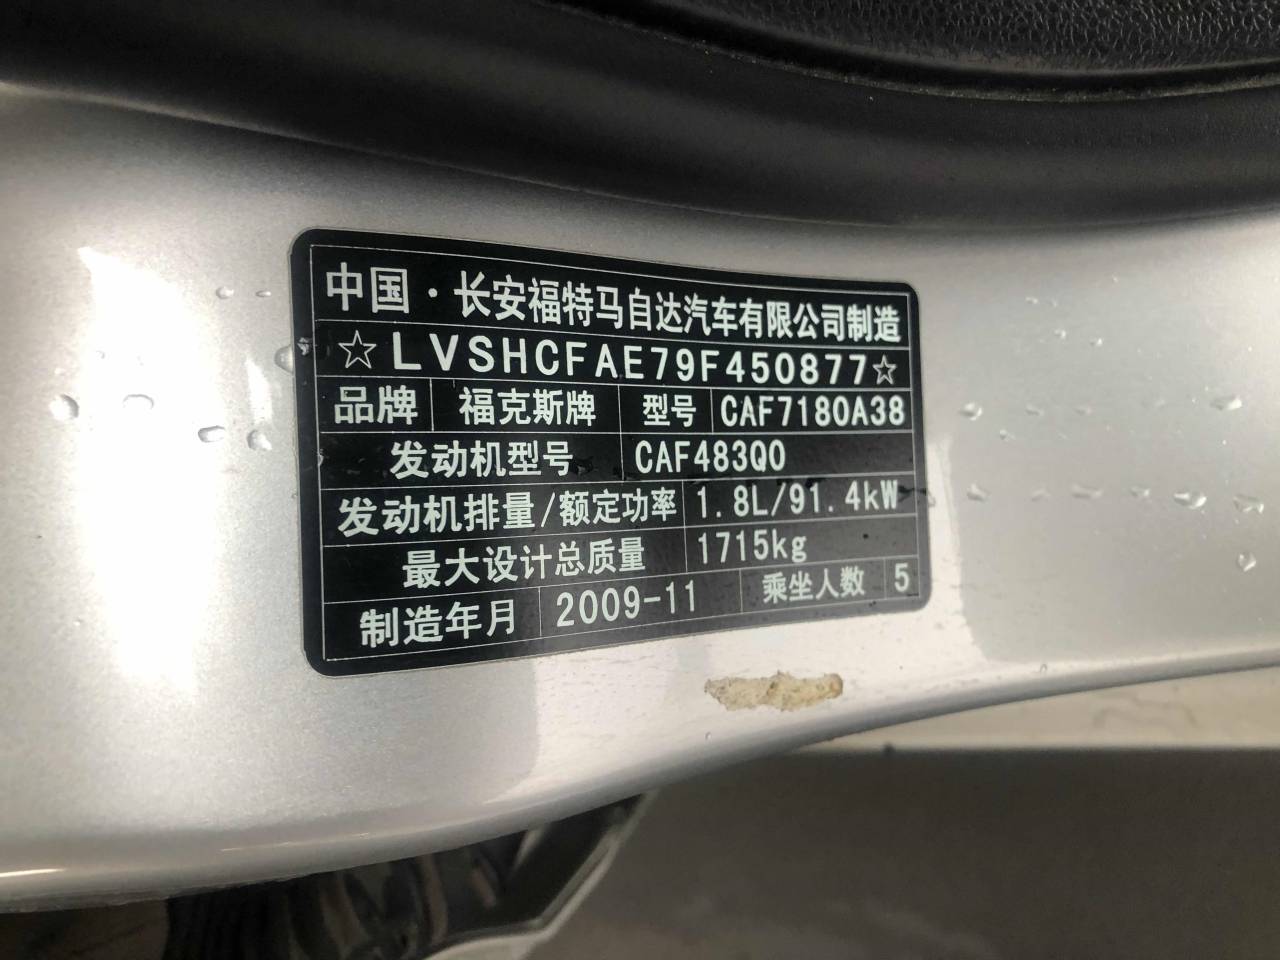 中国·长安福特马自达汽车有限公司制造
☆LVSHCFAE79F450877☆
品牌 福克斯牌 型号 CAF7180A38
发动机型号 CAF483Q0
发动机排量/额定功率 1.8L/91.4kW
最大设计总质量 1715kg
制造年月 2009-11 乘坐人数 5